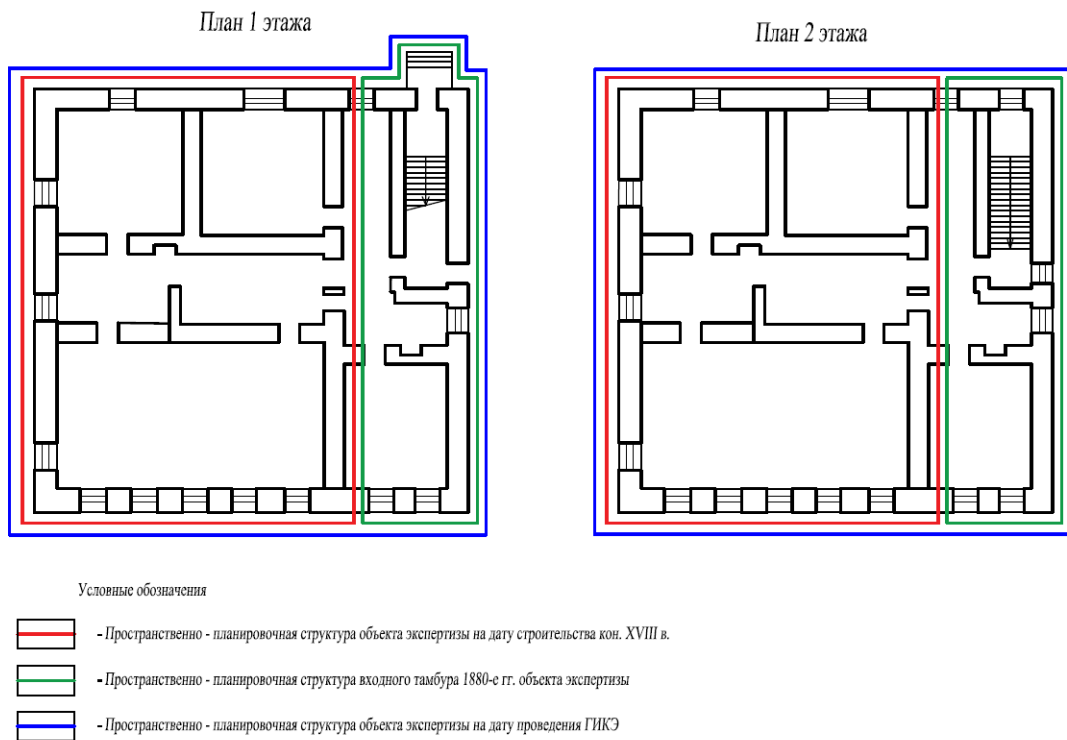 План 1 этажа
План 2 этажа
Условные обозначения
- Пространственно - планировочная структура объекта экспертизы на дату строительства кон. XVIII в.
- Пространственно - планировочная структура входного тамбура 1880-е гг. объекта экспертизы
- Пространственно - планировочная структура объекта экспертизы на дату проведения ГИКЭ